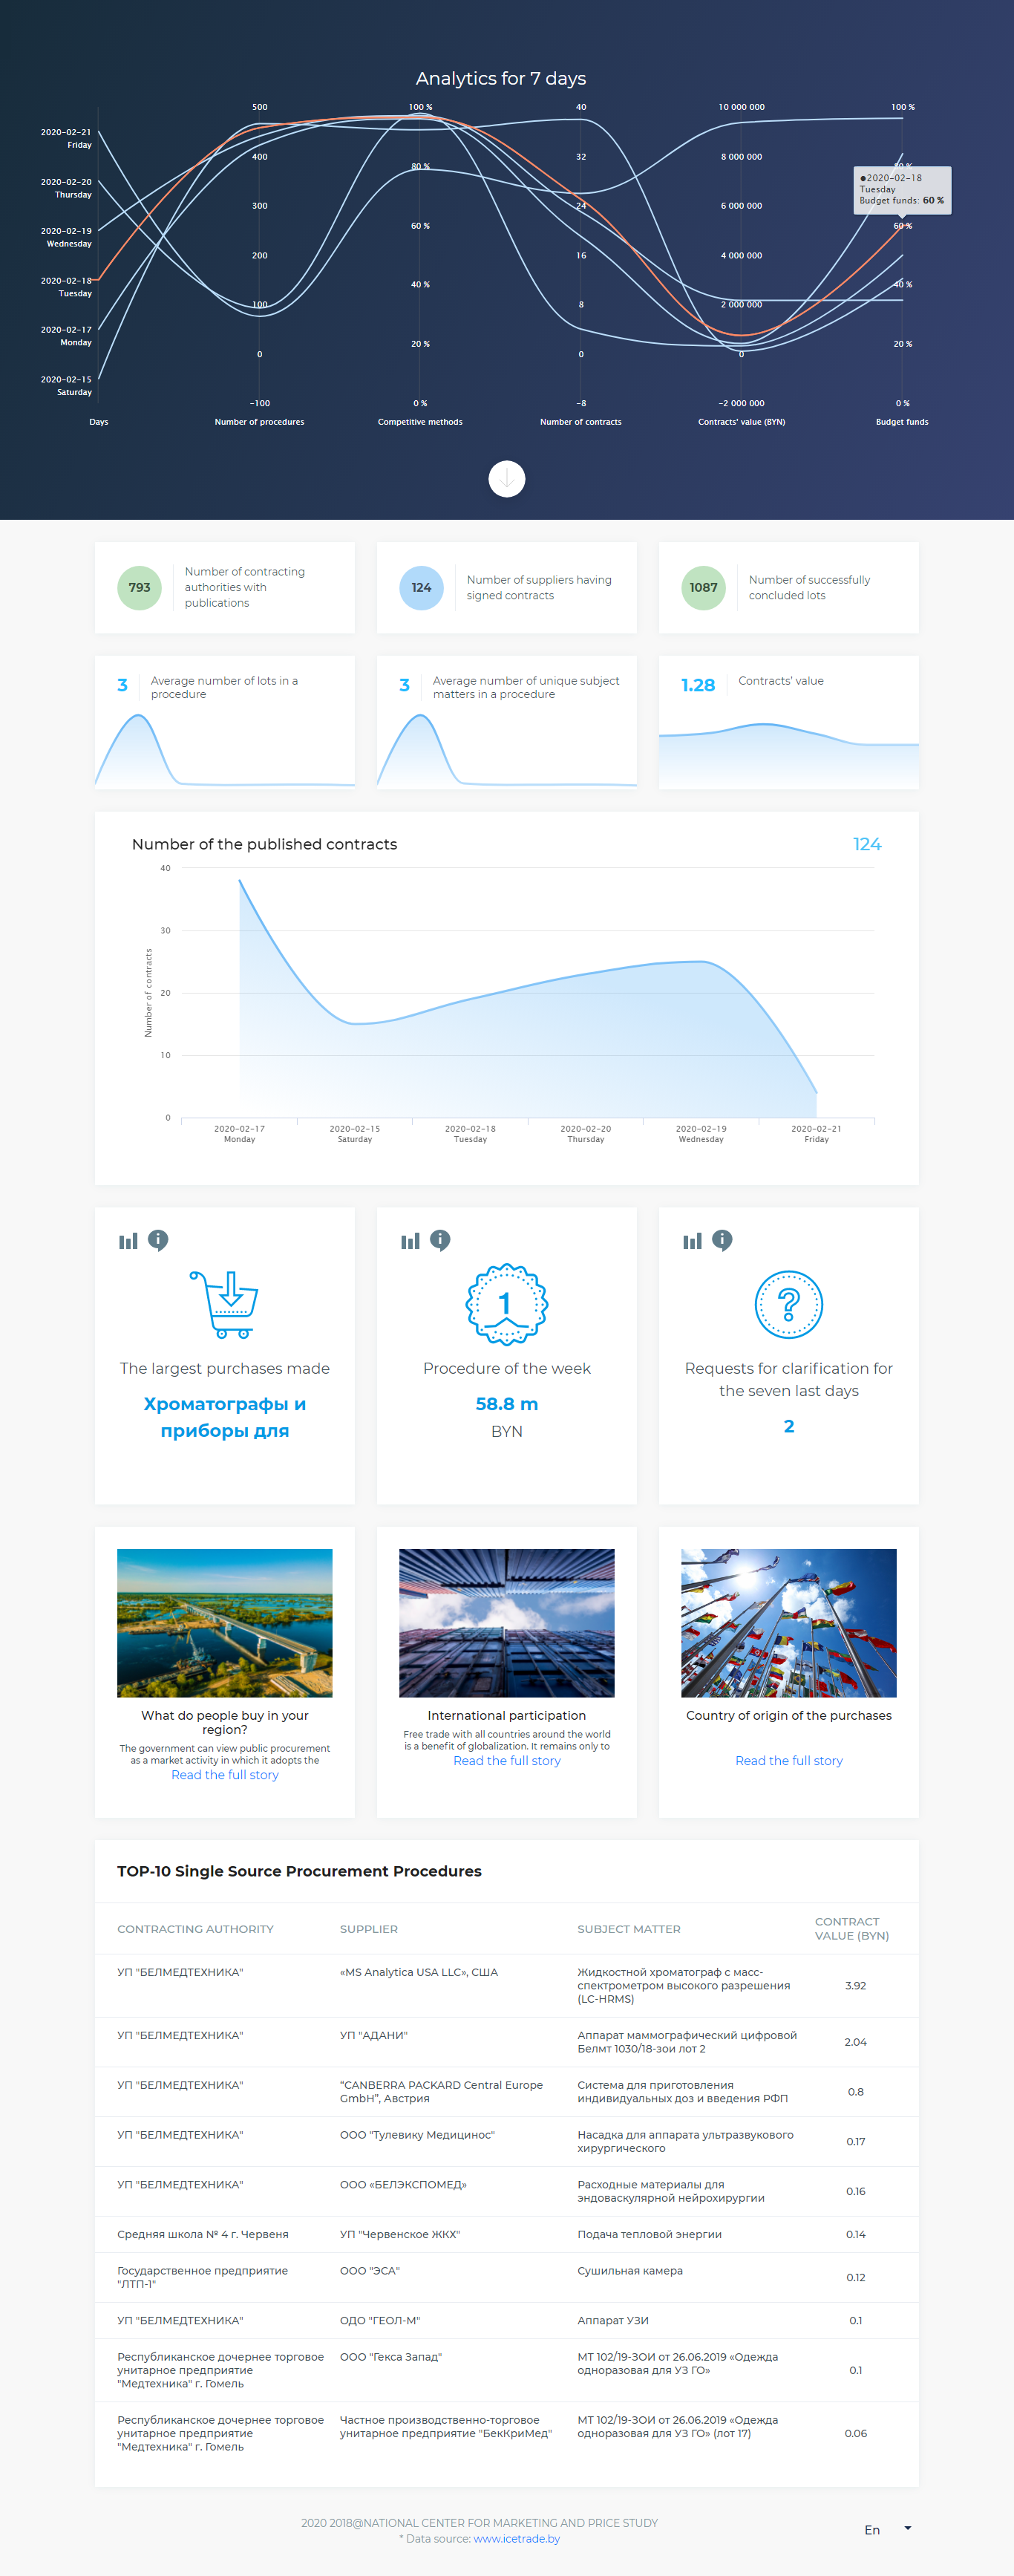 Analytics for 7 days
500
100 %
40
10 000 000
100 %
2020-02-21
Friday
400
80 %
32
8 000 000
80 %
2020-02-18
Tuesday
Budget funds: 60 %
2020-02-20
Thursday
300
60 %
24
6 000 000
60 %
2020-02-19
Wednesday
200
40 %
16
4 000 000
40 %
2020-02-18
Tuesday
100
20 %
8
2 000 000
20 %
2020-02-17
Monday
0
0
0
2020-02-15
Saturday
-100
0 %
-8
-2 000 000
0 %
Days
Number of procedures
Competitive methods
Number of contracts
Contracts' value (BYN)
Budget funds
793
Number of contracting
authorities with
publications
124
Number of suppliers having
signed contracts
1087
Number of successfully
concluded lots
3
Average number of lots in a
procedure
3
Average number of unique subject
matters in a procedure
1.28
Contracts' value
Number of the published contracts
124
40
30
20
10
0
Number of contracts
2020-02-17
Monday
2020-02-15
Saturday
2020-02-18
Tuesday
2020-02-20
Thursday
2020-02-19
Wednesday
2020-02-21
Friday
The largest purchases made
Хроматографы и
приборы для
1
Procedure of the week
58.8 m
BYN
?
Requests for clarification for
the seven last days
2
What do people buy in your
region?
The government can view public procurement
as a market activity in which it adopts the
Read the full story
International participation
Free trade with all countries around the world
is a benefit of globalization. It remains only to
Read the full story
Country of origin of the purchases
Read the full story
TOP-10 Single Source Procurement Procedures
CONTRACTING AUTHORITY
SUPPLIER
SUBJECT MATTER
CONTRACT
VALUE (BYN)
УП "БЕЛМЕДТЕХНИКА"
«MS Analytica USA LLC», США
Жидкостной хроматограф с масс-
спектрометром высокого разрешения
(LC-HRMS)
3.92
УП "БЕЛМЕДТЕХНИКА"
УП "АДАНИ"
Аппарат маммографический цифровой
Белмт 1030/18-зои лот 2
2.04
УП "БЕЛМЕДТЕХНИКА"
“CANBERRA PACKARD Central Europe
GmbH”, Австрия
Система для приготовления
индивидуальных доз и введения РФП
0.8
УП "БЕЛМЕДТЕХНИКА"
ООО "Тулевику Медицинос"
Насадка для аппарата ультразвукового
хирургического
0.17
УП "БЕЛМЕДТЕХНИКА"
ООО «БЕЛЭКСПОМЕД»
Расходные материалы для
эндоваскулярной нейрохирургии
0.16
Средняя школа № 4 г. Червеня
УП "Червенское ЖКХ"
Подача тепловой энергии
0.14
Государственное предприятие
"ЛТП-1"
ООО "ЭСА"
Сушильная камера
0.12
УП "БЕЛМЕДТЕХНИКА"
ОДО "ГЕОЛ-М"
Аппарат УЗИ
0.1
Республиканское дочернее торговое
унитарное предприятие
"Медтехника" г. Гомель
ООО "Гекса Запад"
МТ 102/19-ЗОИ от 26.06.2019 «Одежда
одноразовая для УЗ ГО»
0.1
Республиканское дочернее торговое
унитарное предприятие
"Медтехника" г. Гомель
Частное производственно-торговое
унитарное предприятие "БекКриМед"
МТ 102/19-ЗОИ от 26.06.2019 «Одежда
одноразовая для УЗ ГО» (лот 17)
0.06
2020 2018@NATIONAL CENTER FOR MARKETING AND PRICE STUDY
* Data source: www.icetrade.by
En